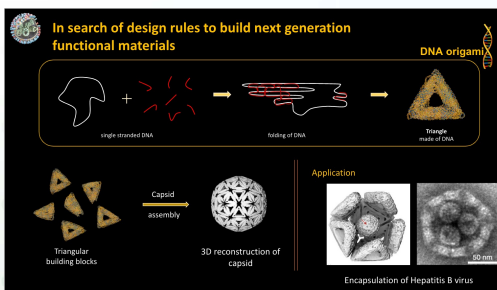 In search of design rules to build next generation
functional materials
DNA origami
+
single stranded DNA
folding of DNA
Triangle
made of DNA
Capsid
assembly
Triangular
building blocks
3D reconstruction of
capsid
Application
50 nm
Encapsulation of Hepatitis B virus